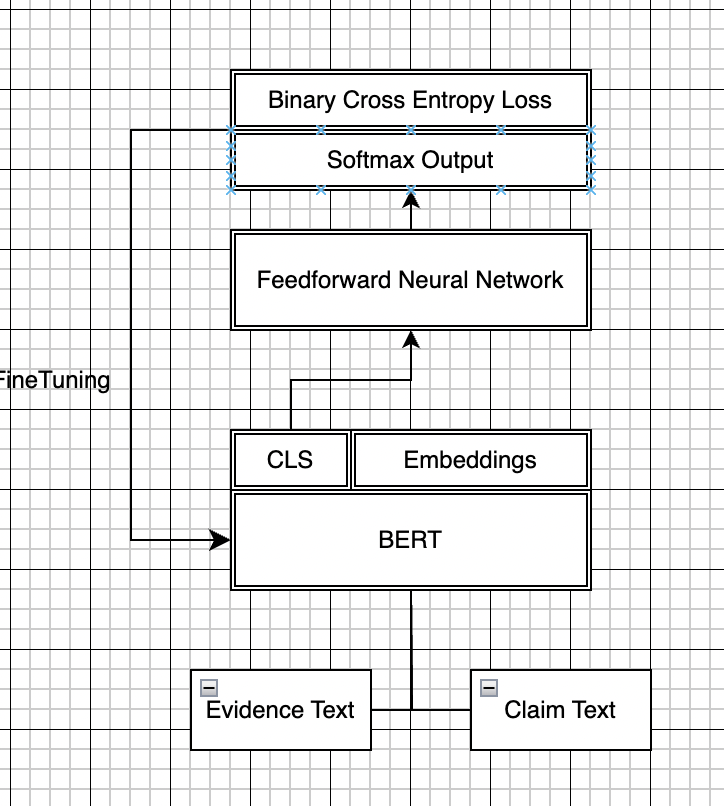 Binary Cross Entropy Loss
Softmax Output
Feedforward Neural Network
FineTuning
CLS
Embeddings
BERT
Evidence Text
Claim Text